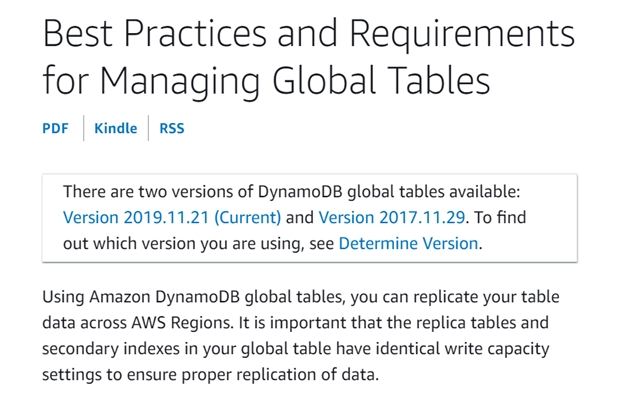 Best Practices and Requirements
for Managing Global Tables
PDF Kindle RSS
There are two versions of DynamoDB global tables available:
Version 2019.11.21 (Current) and Version 2017.11.29. To find
out which version you are using, see Determine Version.
Using Amazon DynamoDB global tables, you can replicate your table
data across AWS Regions. It is important that the replica tables and
secondary indexes in your global table have identical write capacity
settings to ensure proper replication of data.